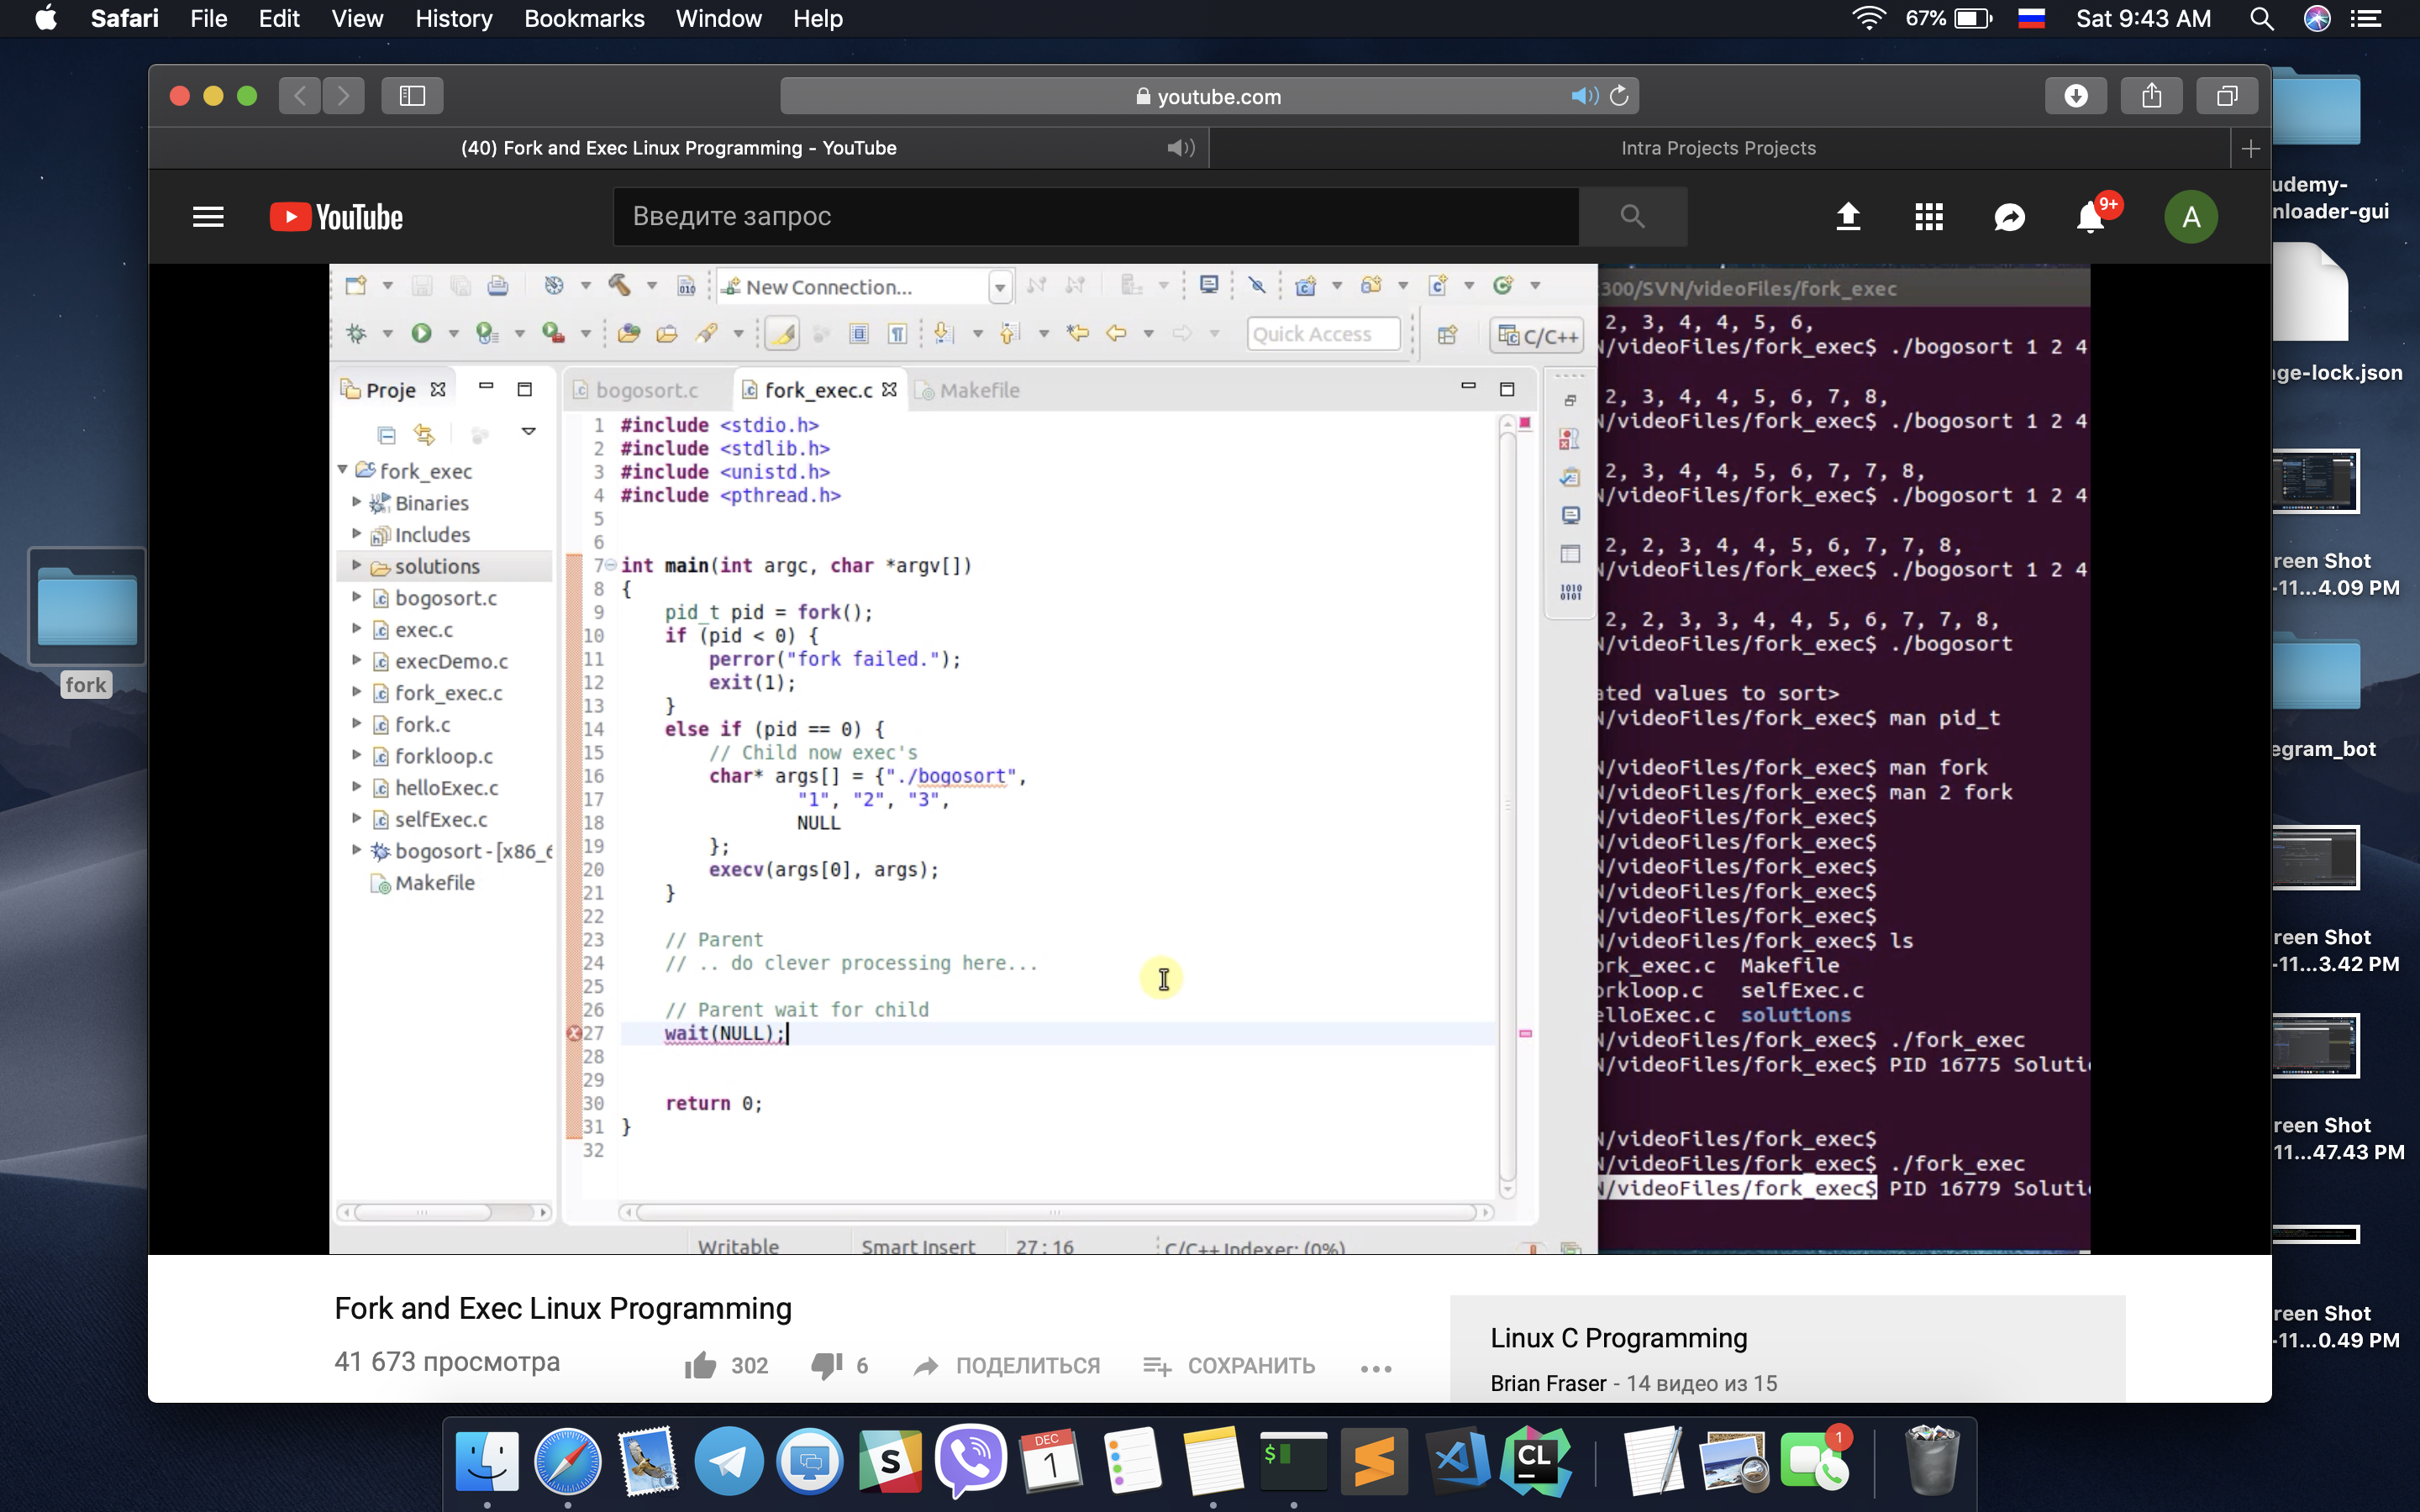 Safari File Edit View History Bookmarks Window Help 67% Sat 9:43 AM
youtube.com
(40) Fork and Exec Linux Programming - YouTube
Intra Projects Projects
YouTube
Введите запрос
9+
A
New Connection...
Quick Access
C/C++
Proje
bogosort.c
fork_exec.c
Makefile
fork_exec
Binaries
Includes
solutions
bogosort.c
exec.c
execDemo.c
fork_exec.c
fork.c
forkloop.c
helloExec.c
selfExec.c
bogosort - [x86_6
Makefile
1 #include <stdio.h>
2 #include <stdlib.h>
3 #include <unistd.h>
4 #include <pthread.h>
5
6
7 int main(int argc, char *argv[])
8 {
9 pid_t pid = fork();
10 if (pid < 0) {
11 perror("fork failed.");
12 exit(1);
13 }
14 else if (pid == 0) {
15 // Child now exec's
16 char* args[] = {"./bogosort",
17 "1", "2", "3",
18 NULL
19 };
20 execv(args[0], args);
21 }
22
23 // Parent
24 // .. do clever processing here...
25
26 // Parent wait for child
27 wait(NULL);
28
29
30 return 0;
31 }
32
Writable Smart Insert 27:16 C/C++ Indexer: (0%)
300/SVN/videoFiles/fork_exec
2, 3, 4, 4, 5, 6,
/videoFiles/fork_exec$ ./bogosort 1 2 4
2, 3, 4, 4, 5, 6, 7, 8,
/videoFiles/fork_exec$ ./bogosort 1 2 4
2, 3, 4, 4, 5, 6, 7, 7, 8,
/videoFiles/fork_exec$ ./bogosort 1 2 4
2, 2, 3, 4, 4, 5, 6, 7, 7, 8,
/videoFiles/fork_exec$ ./bogosort 1 2 4
2, 2, 3, 3, 4, 4, 5, 6, 7, 7, 8,
/videoFiles/fork_exec$ ./bogosort
ated values to sort>
/videoFiles/fork_exec$ man pid_t
/videoFiles/fork_exec$ man fork
/videoFiles/fork_exec$ man 2 fork
/videoFiles/fork_exec$
/videoFiles/fork_exec$
/videoFiles/fork_exec$
/videoFiles/fork_exec$
/videoFiles/fork_exec$
/videoFiles/fork_exec$ ls
ork_exec.c Makefile
orkloop.c selfExec.c
elloExec.c solutions
/videoFiles/fork_exec$ ./fork_exec
/videoFiles/fork_exec$ PID 16775 Soluti
/videoFiles/fork_exec$
/videoFiles/fork_exec$ ./fork_exec
/videoFiles/fork_exec$ PID 16779 Soluti
Fork and Exec Linux Programming
41 673 просмотра
302
6
ПОДЕЛИТЬСЯ
СОХРАНИТЬ
Linux C Programming
Brian Fraser - 14 видео из 15
fork
udemy-
nloader-gui
ge-lock.json
reen Shot
-11...4.09 PM
egram_bot
reen Shot
-11...3.42 PM
reen Shot
11...47.43 PM
reen Shot
-11...0.49 PM
S
DEC
1
$
CL
1